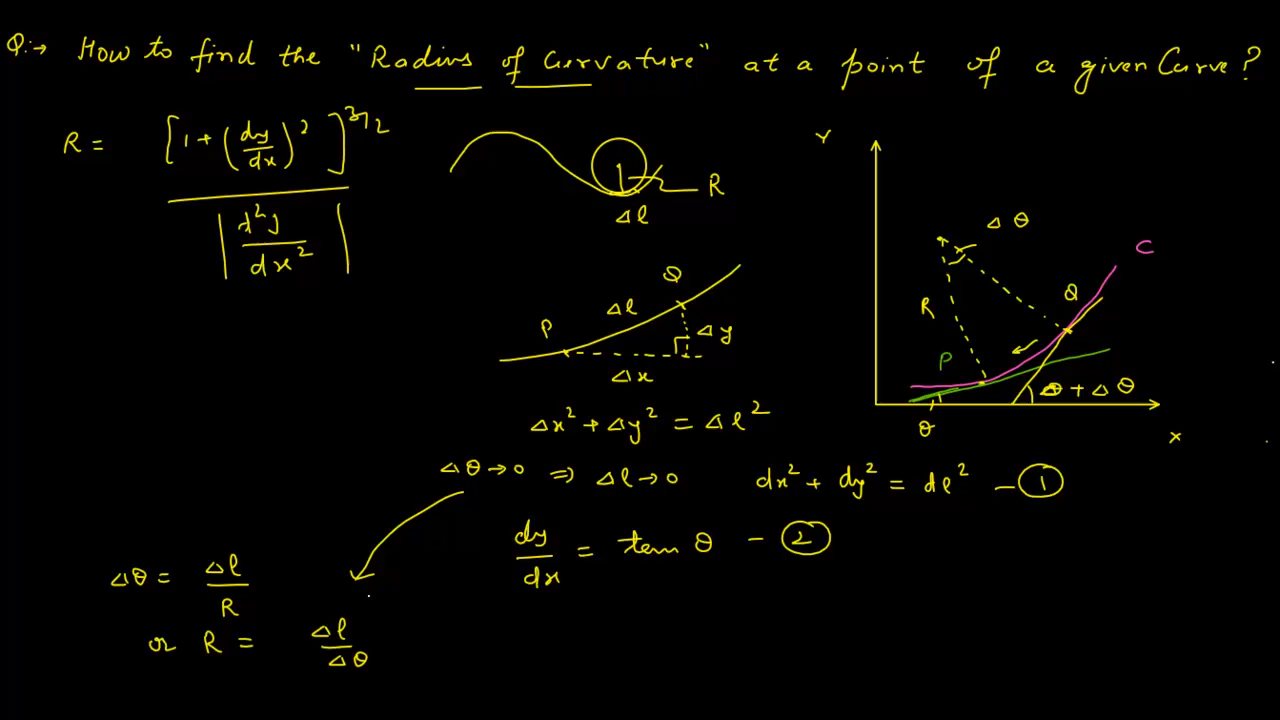 Q:→ How to find the "Radius of Curvature" at a point of a given Curve?
R = [1 + (dy/dx)²]^3/2 / |d²y/dx²|
R
Δl
P Δl Q
Δy
Δx
Δx² + Δy² = Δl²
Δθ→0 ⇒ Δl→0 dx² + dy² = dl² – ①
dy/dx = tan θ – ②
Δθ = Δl/R
or R = Δl/Δθ
Y
Δθ
C
R
Q
P
θ + Δθ
θ
X